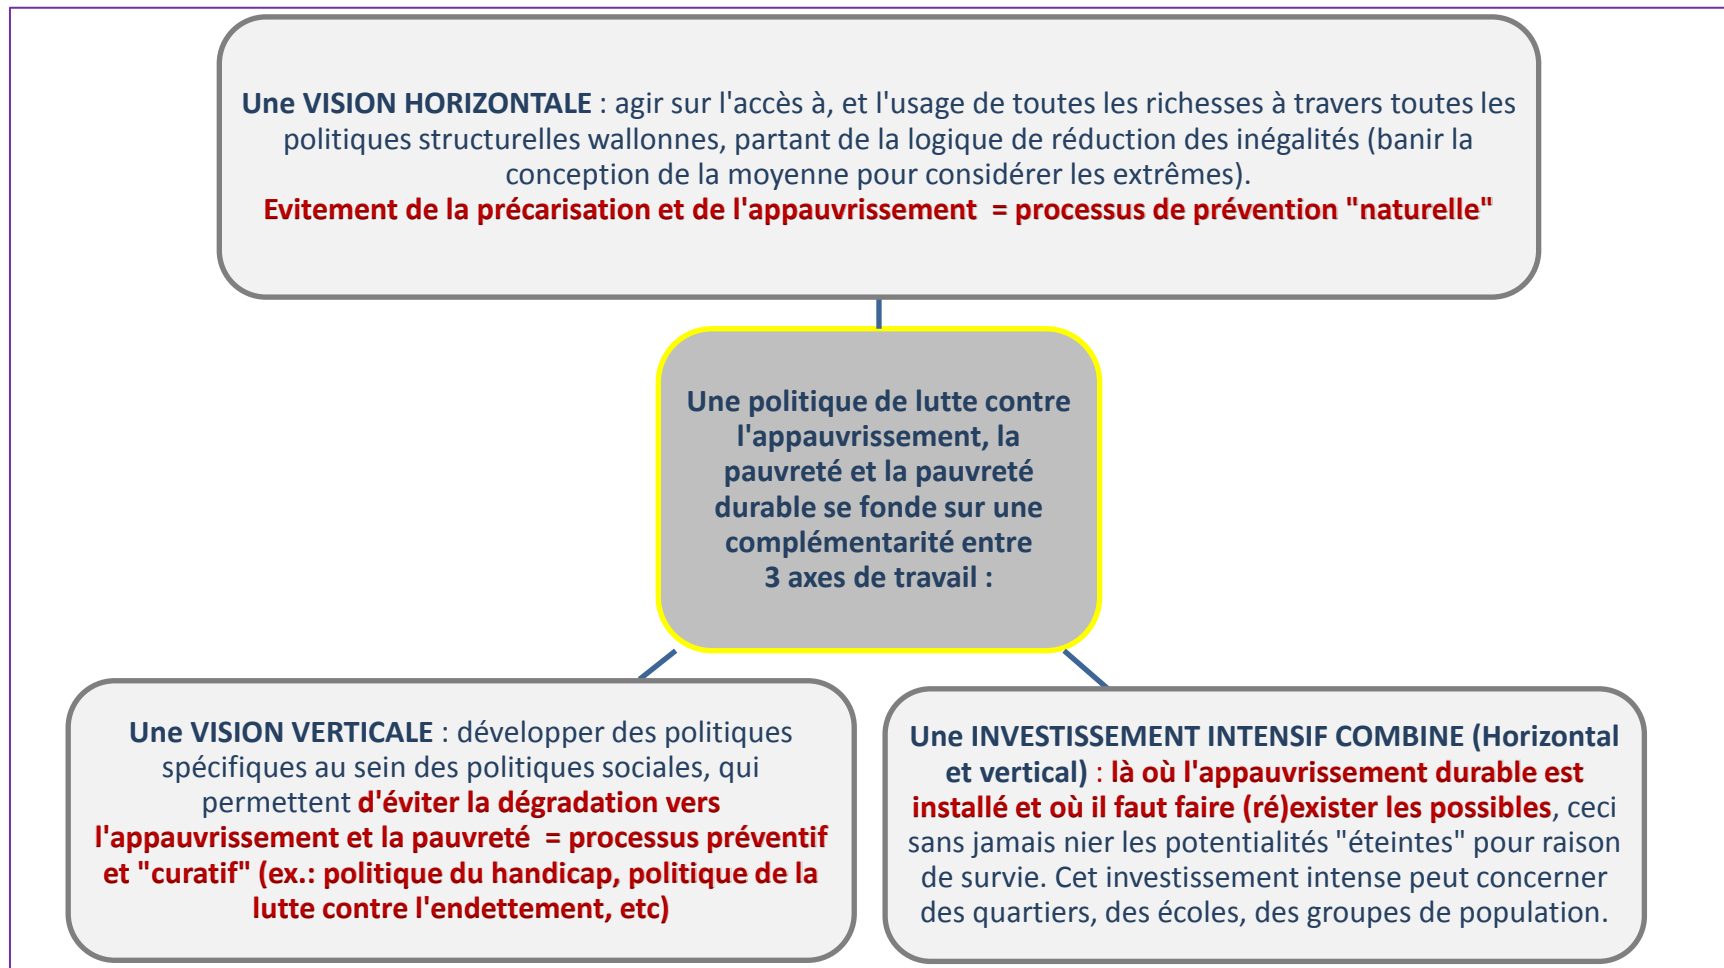 Une VISION HORIZONTALE : agir sur l'accès à, et l'usage de toutes les richesses à travers toutes les
politiques structurelles wallonnes, partant de la logique de réduction des inégalités (banir la
conception de la moyenne pour considérer les extrêmes).
Evitement de la précarisation et de l'appauvrissement  = processus de prévention "naturelle"
Une politique de lutte contre
l'appauvrissement, la
pauvreté et la pauvreté
durable se fonde sur une
complémentarité entre
3 axes de travail :
Une VISION VERTICALE : développer des politiques
spécifiques au sein des politiques sociales, qui
permettent d'éviter la dégradation vers
l'appauvrissement et la pauvreté  = processus préventif
et "curatif" (ex.: politique du handicap, politique de la
lutte contre l'endettement, etc)
Une INVESTISSEMENT INTENSIF COMBINE (Horizontal
et vertical) : là où l'appauvrissement durable est
installé et où il faut faire (ré)exister les possibles, ceci
sans jamais nier les potentialités "éteintes" pour raison
de survie. Cet investissement intense peut concerner
des quartiers, des écoles, des groupes de population.